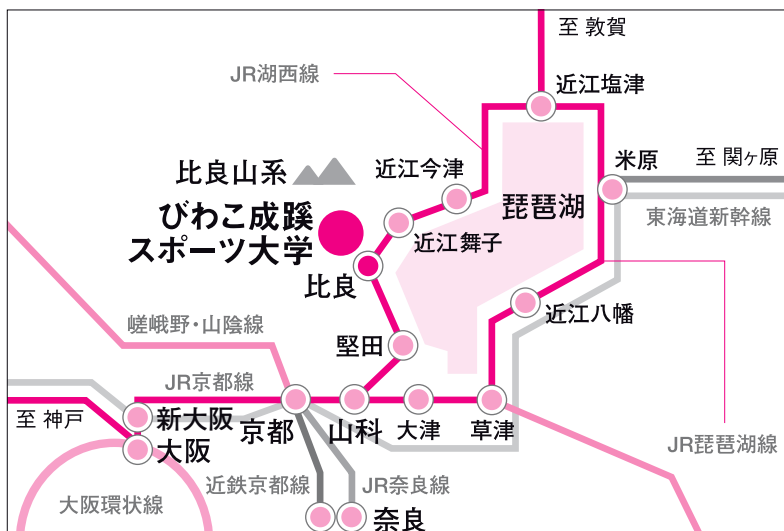 至 敦賀
JR湖西線
近江塩津
米原
至 関ヶ原
比良山系
近江今津
びわこ成蹊
スポーツ大学
琵琶湖
東海道新幹線
近江舞子
比良
近江八幡
嵯峨野・山陰線
堅田
JR京都線
至 神戸
新大阪
京都
山科
大津
草津
大阪
JR琵琶湖線
近鉄京都線
JR奈良線
大阪環状線
奈良